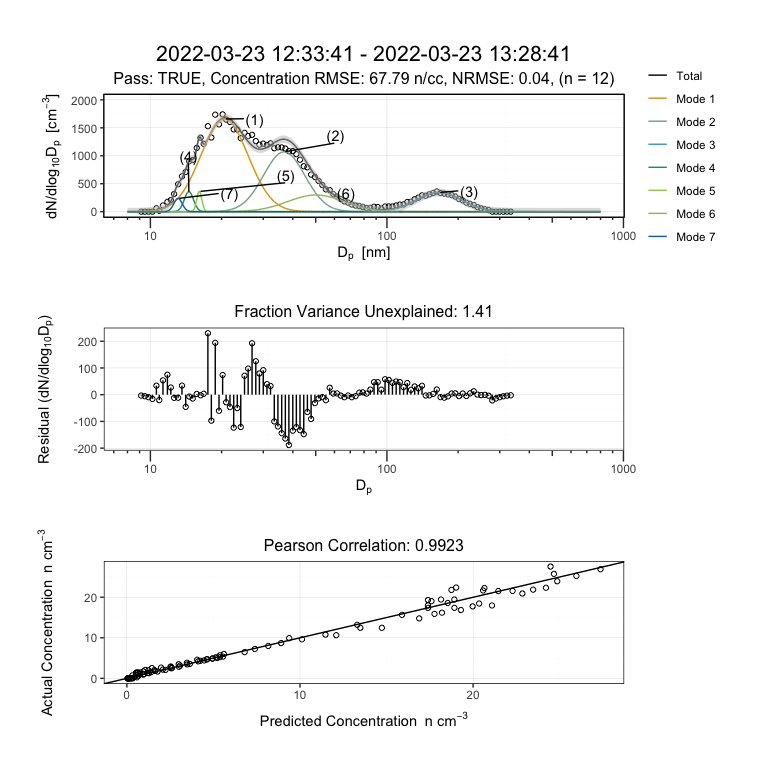 2022-03-23 12:33:41 - 2022-03-23 13:28:41
Pass: TRUE, Concentration RMSE: 67.79 n/cc, NRMSE: 0.04, (n = 12)
dN/dlog₁₀Dₚ [cm⁻³]
2000
1500
1000
500
0
(1)
(2)
(4)
(5)
(7)
(6)
(3)
10
100
1000
Dₚ [nm]
Total
Mode 1
Mode 2
Mode 3
Mode 4
Mode 5
Mode 6
Mode 7
Fraction Variance Unexplained: 1.41
Residual (dN/dlog₁₀Dₚ)
200
100
0
-100
-200
10
100
1000
Dₚ
Pearson Correlation: 0.9923
Actual Concentration n cm⁻³
20
10
0
0
10
20
Predicted Concentration n cm⁻³